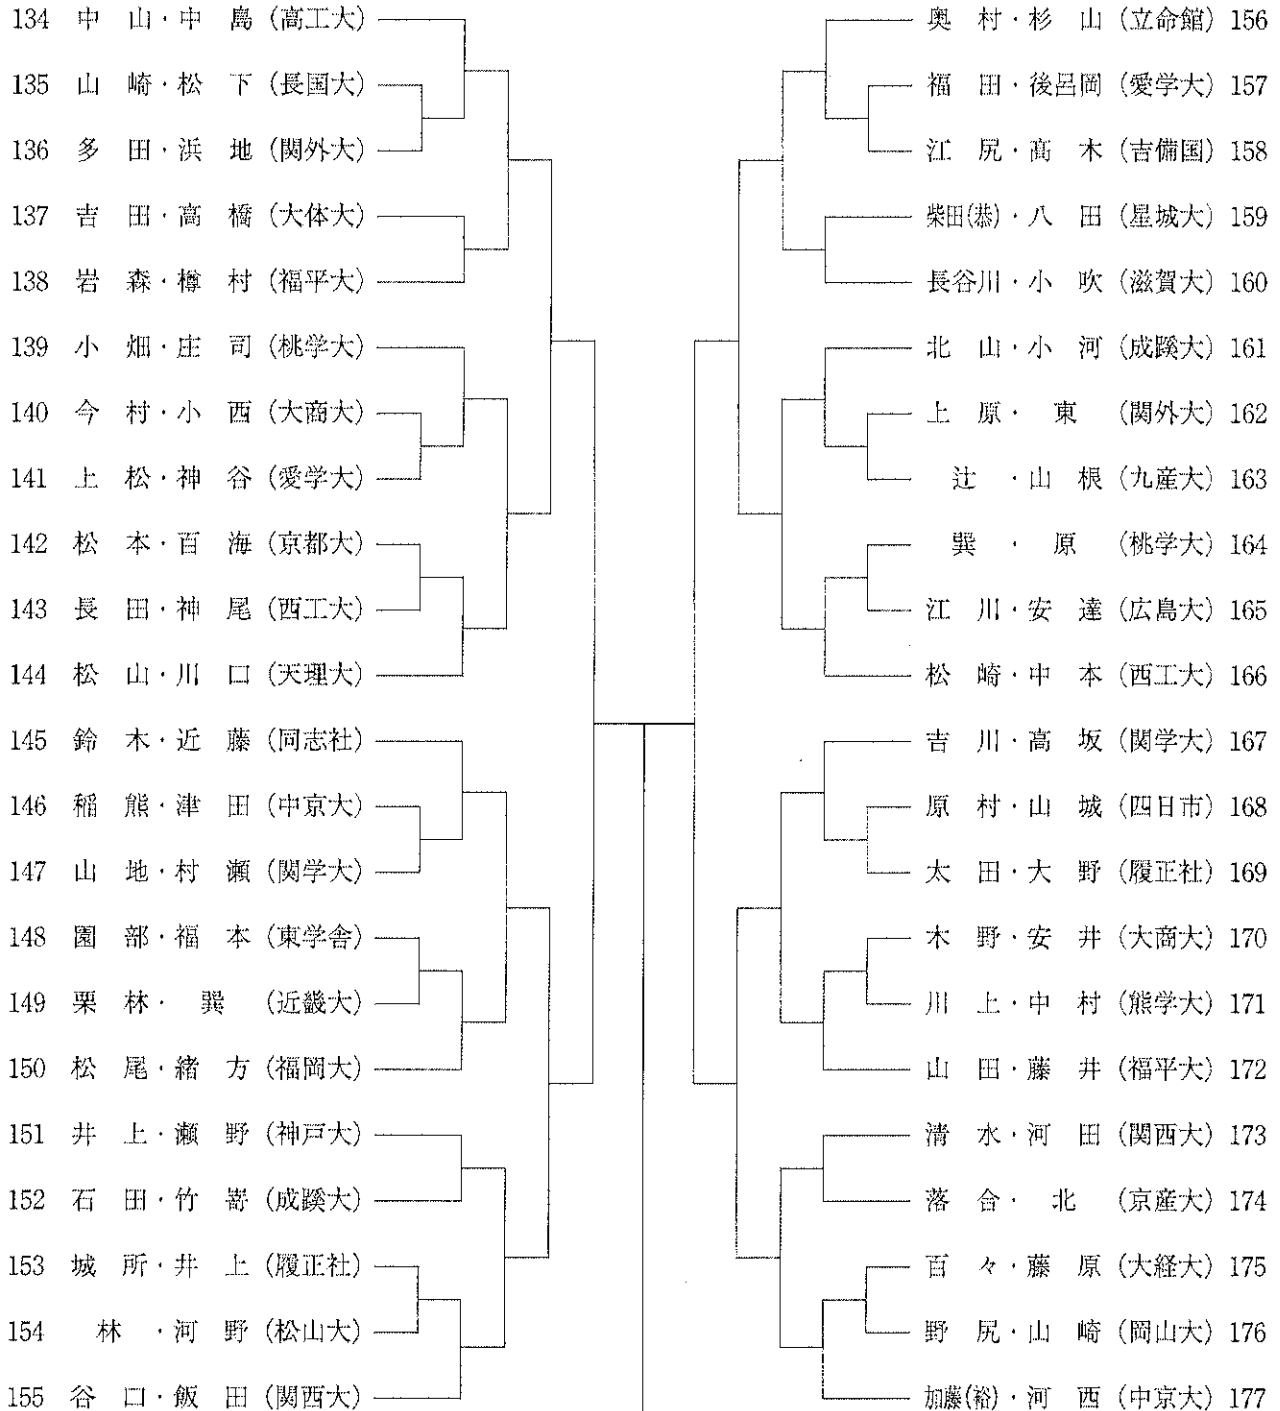 134 中山・中島 (高工大)
135 山崎・松下 (長国大)
136 多田・浜地 (関外大)
137 吉田・高橋 (大体大)
138 岩森・樽村 (福平大)
139 小畑・庄司 (桃学大)
140 今村・小西 (大商大)
141 上松・神谷 (愛学大)
142 松本・百海 (京都大)
143 長田・神尾 (西工大)
144 松山・川口 (天理大)
145 鈴木・近藤 (同志社)
146 稲熊・津田 (中京大)
147 山地・村瀬 (関学大)
148 園部・福本 (東学舎)
149 栗林・巽 (近畿大)
150 松尾・緒方 (福岡大)
151 井上・瀬野 (神戸大)
152 石田・竹嵜 (成蹊大)
153 城所・井上 (履正社)
154 林・河野 (松山大)
155 谷口・飯田 (関西大)
奥村・杉山 (立命館) 156
福田・後呂岡 (愛学大) 157
江尻・高木 (吉備国) 158
柴田(恭)・八田 (星城大) 159
長谷川・小吹 (滋賀大) 160
北山・小河 (成蹊大) 161
上原・東 (関外大) 162
辻・山根 (九産大) 163
巽・原 (桃学大) 164
江川・安達 (広島大) 165
松崎・中本 (西工大) 166
吉川・高坂 (関学大) 167
原村・山城 (四日市) 168
太田・大野 (履正社) 169
木野・安井 (大商大) 170
川上・中村 (熊学大) 171
山田・藤井 (福平大) 172
清水・河田 (関西大) 173
落合・北 (京産大) 174
百々・藤原 (大経大) 175
野尻・山崎 (岡山大) 176
加藤(裕)・河西 (中京大) 177